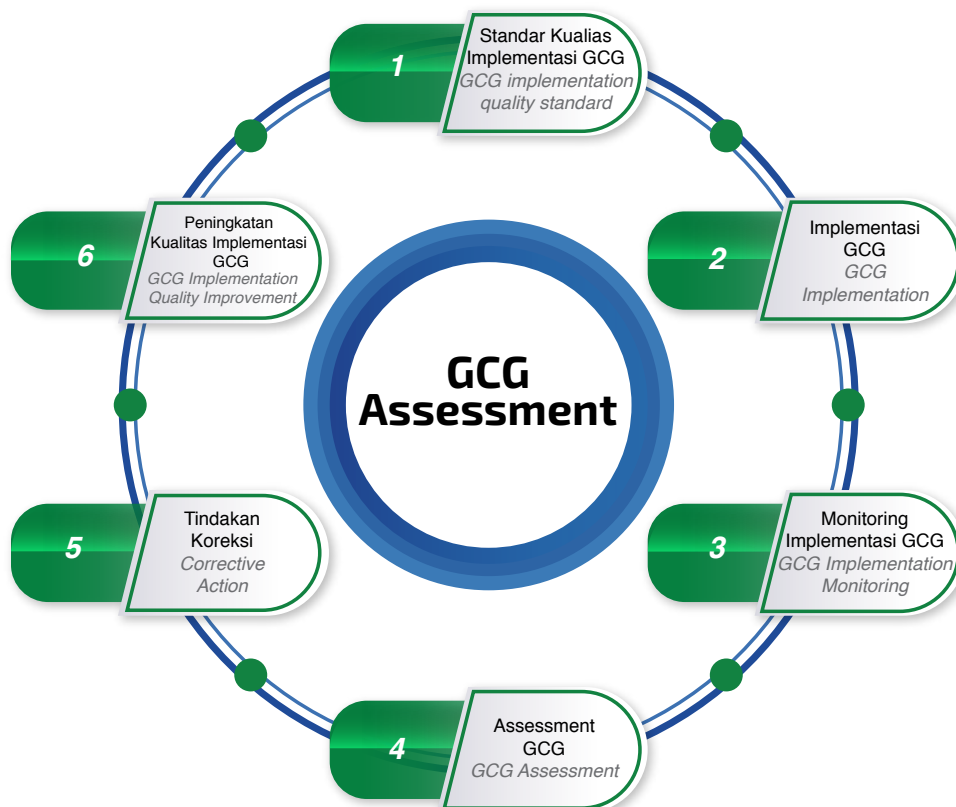 1
Standar Kualias
Implementasi GCG
GCG implementation
quality standard
2
Implementasi
GCG
GCG
Implementation
3
Monitoring
Implementasi GCG
GCG Implementation
Monitoring
4
Assessment
GCG
GCG Assessment
5
Tindakan
Koreksi
Corrective
Action
6
Peningkatan
Kualitas Implementasi
GCG
GCG Implementation
Quality Improvement
GCG
Assessment